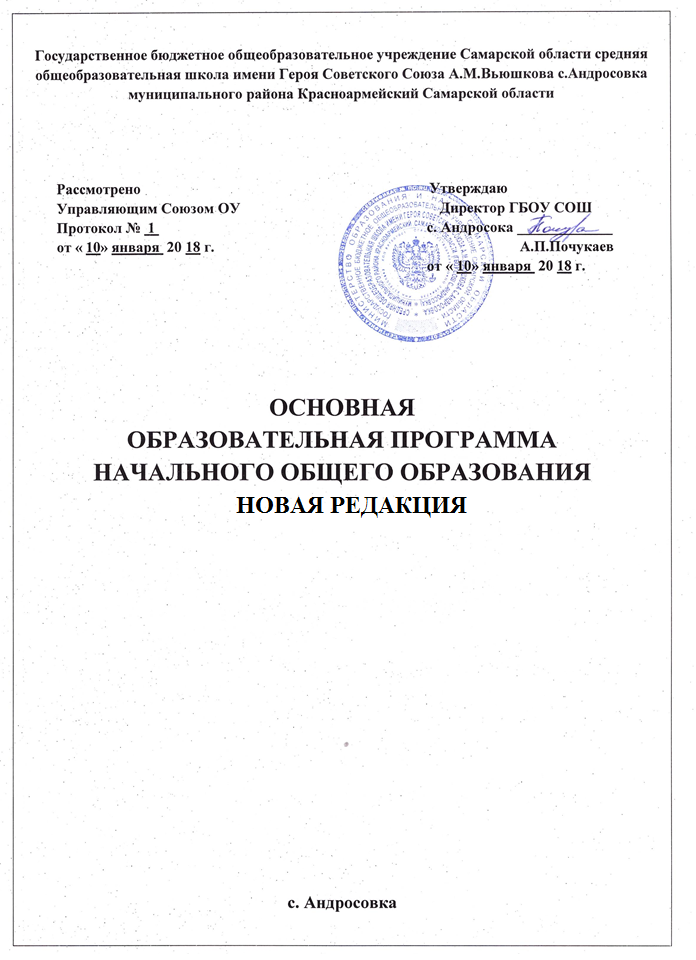 Государственное бюджетное общеобразовательное учреждение Самарской области средняя
общеобразовательная школа имени Героя Советского Союза А.М.Вьюшкова с.Андросовка
муниципального района Красноармейский Самарской области
Рассмотрено
Управляющим Союзом ОУ
Протокол № 1
от « 10» января 20 18 г.
Утверждаю
Директор ГБОУ СОШ
с. Андросока
А.П.Почукаев
от « 10» января 20 18 г.
ОСНОВНАЯ
ОБРАЗОВАТЕЛЬНАЯ ПРОГРАММА
НАЧАЛЬНОГО ОБЩЕГО ОБРАЗОВАНИЯ
НОВАЯ РЕДАКЦИЯ
с. Андросовка